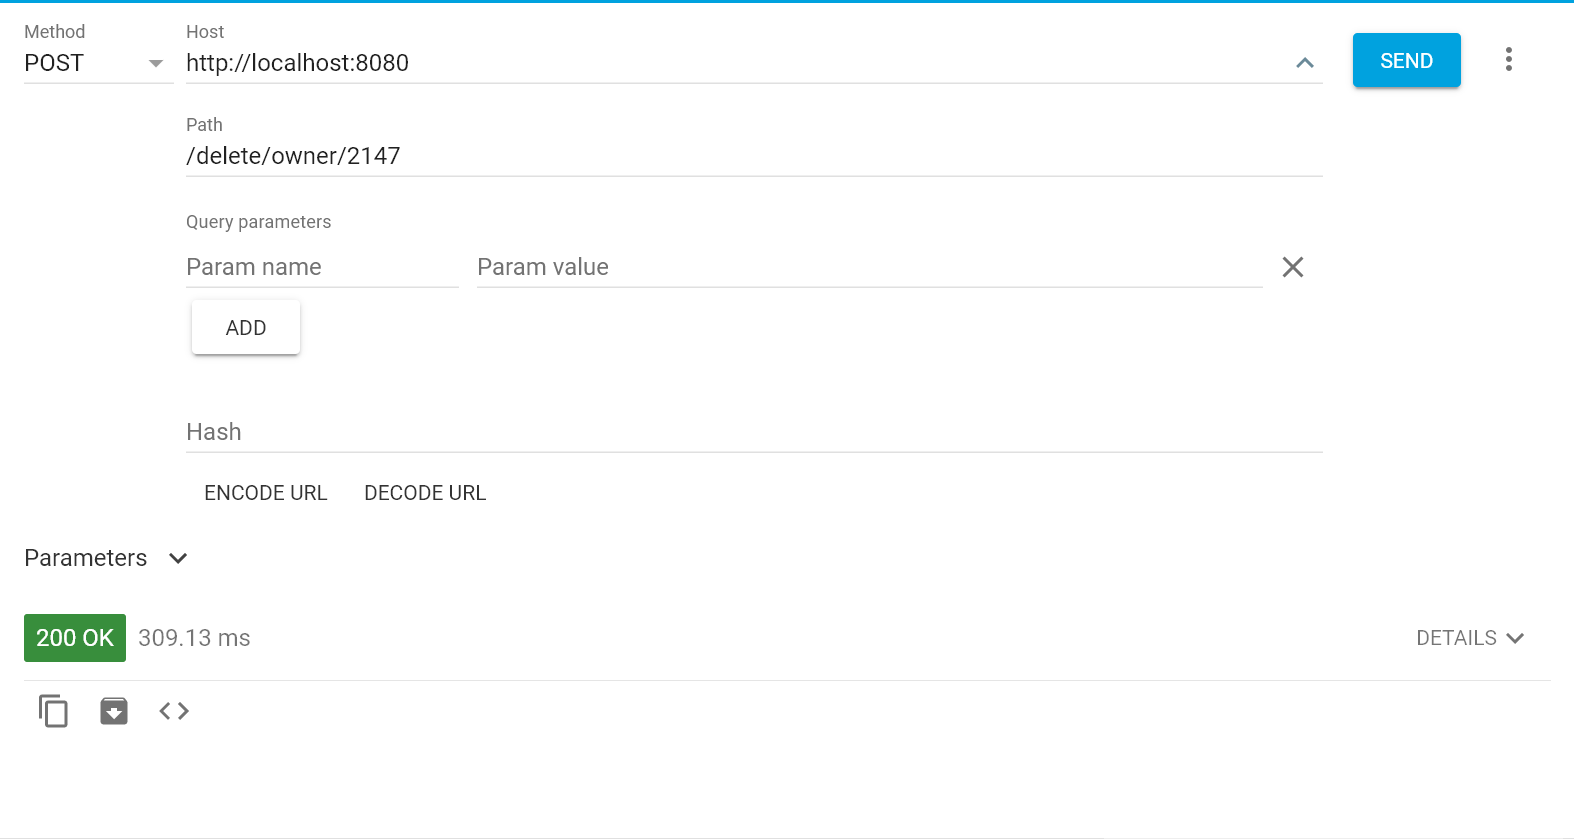 Method
Host
POST
http://localhost:8080
SEND
Path
/delete/owner/2147
Query parameters
Param name
Param value
ADD
Hash
ENCODE URL
DECODE URL
Parameters
200 OK
309.13 ms
DETAILS